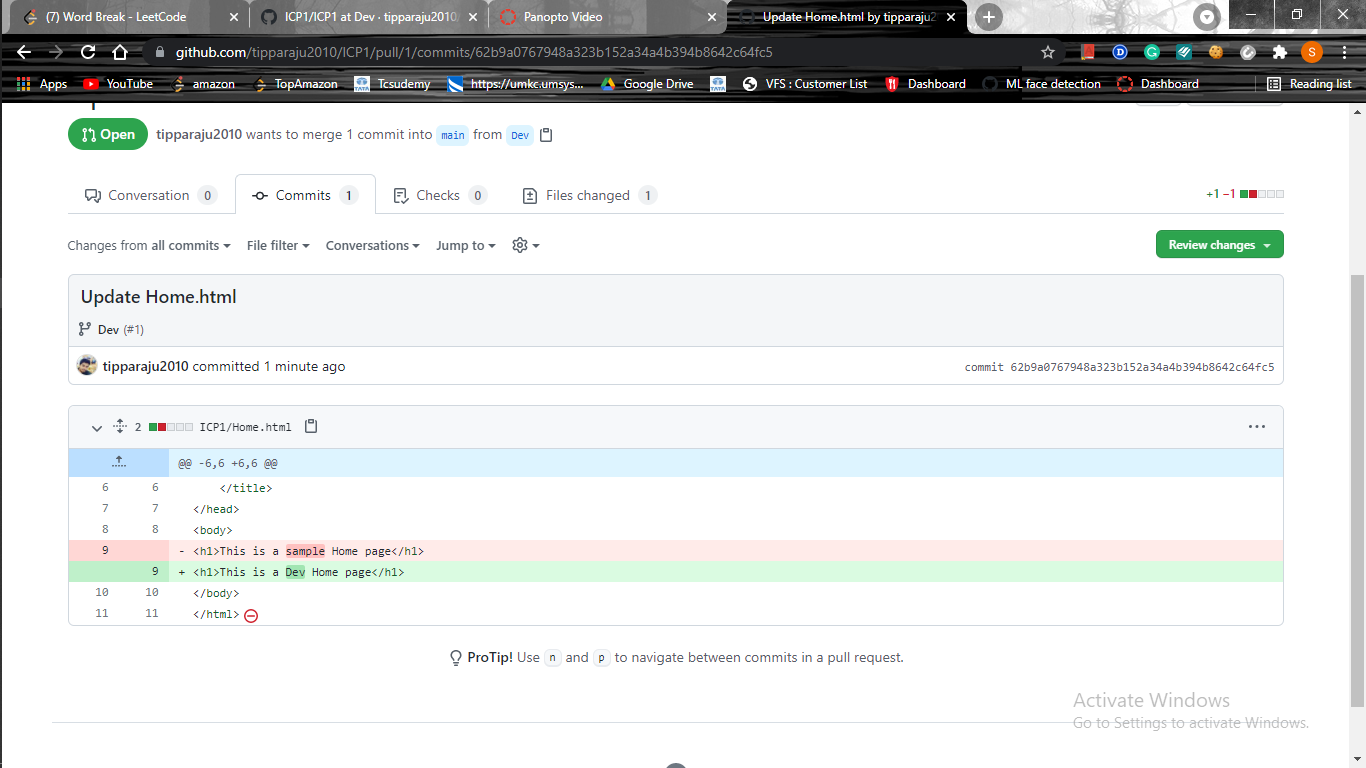 (7) Word Break - LeetCode
ICP1/ICP1 at Dev · tipparaju2010
Panopto Video
Update Home.html by tipparaju2
github.com/tipparaju2010/ICP1/pull/1/commits/62b9a0767948a323b152a34a4b394b8642c64fc5
S
Apps YouTube amazon TopAmazon Tcsudemy https://umkc.umsys... Google Drive VFS : Customer List Dashboard ML face detection Dashboard Reading list
Open tipparaju2010 wants to merge 1 commit into main from Dev
Conversation 0 Commits 1 Checks 0 Files changed 1 +1 −1
Changes from all commits File filter Conversations Jump to Review changes
Update Home.html
Dev (#1)
tipparaju2010 committed 1 minute ago commit 62b9a0767948a323b152a34a4b394b8642c64fc5
2 ICP1/Home.html
@@ -6,6 +6,6 @@
6 6 </title>
7 7 </head>
8 8 <body>
9 - <h1>This is a sample Home page</h1>
9 + <h1>This is a Dev Home page</h1>
10 10 </body>
11 11 </html>
ProTip! Use n and p to navigate between commits in a pull request.
Activate Windows
Go to Settings to activate Windows.